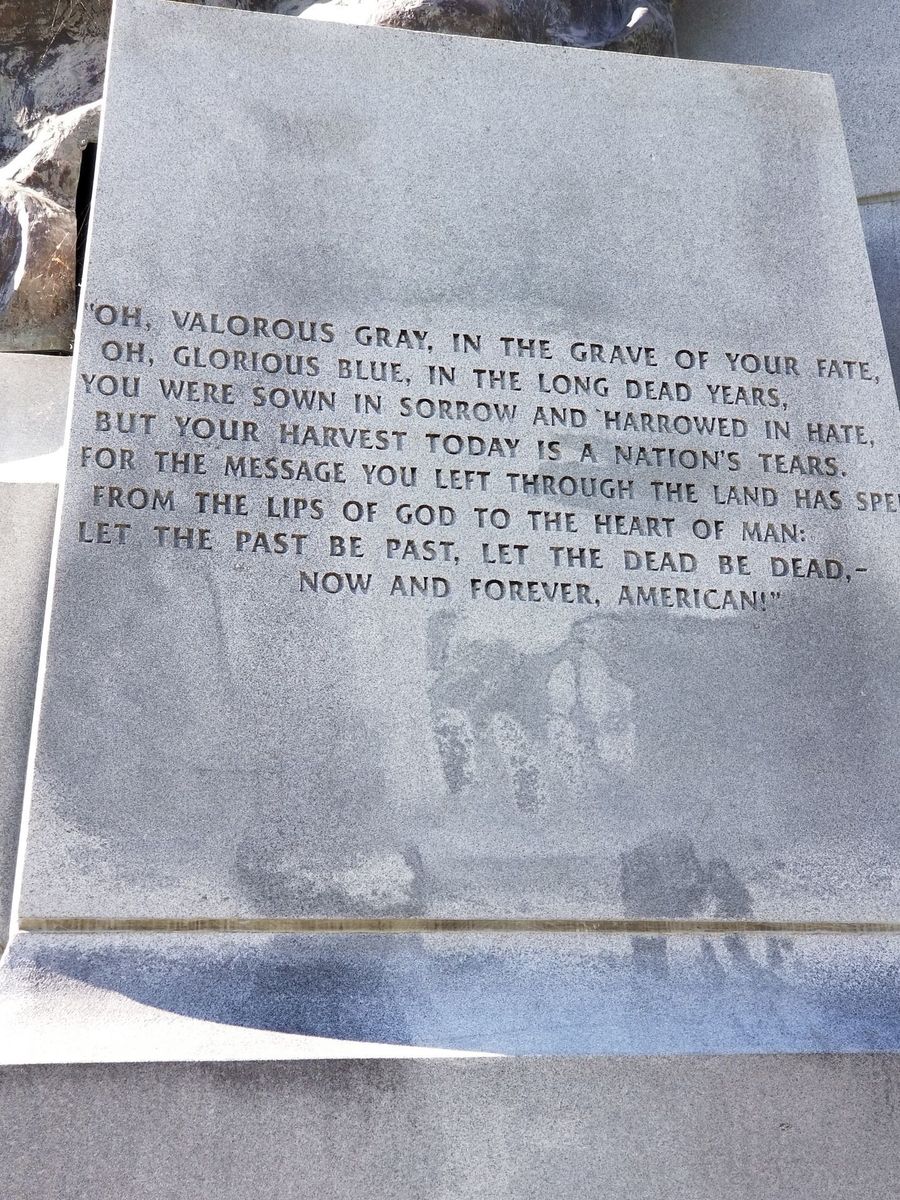 "OH, VALOROUS GRAY, IN THE GRAVE OF YOUR FATE,
OH, GLORIOUS BLUE, IN THE LONG DEAD YEARS,
YOU WERE SOWN IN SORROW AND HARROWED IN HATE,
BUT YOUR HARVEST TODAY IS A NATION'S TEARS.
FOR THE MESSAGE YOU LEFT THROUGH THE LAND HAS
FROM THE LIPS OF GOD TO THE HEART OF MAN:
LET THE PAST BE PAST, LET THE DEAD BE DEAD,–
NOW AND FOREVER, AMERICAN!"